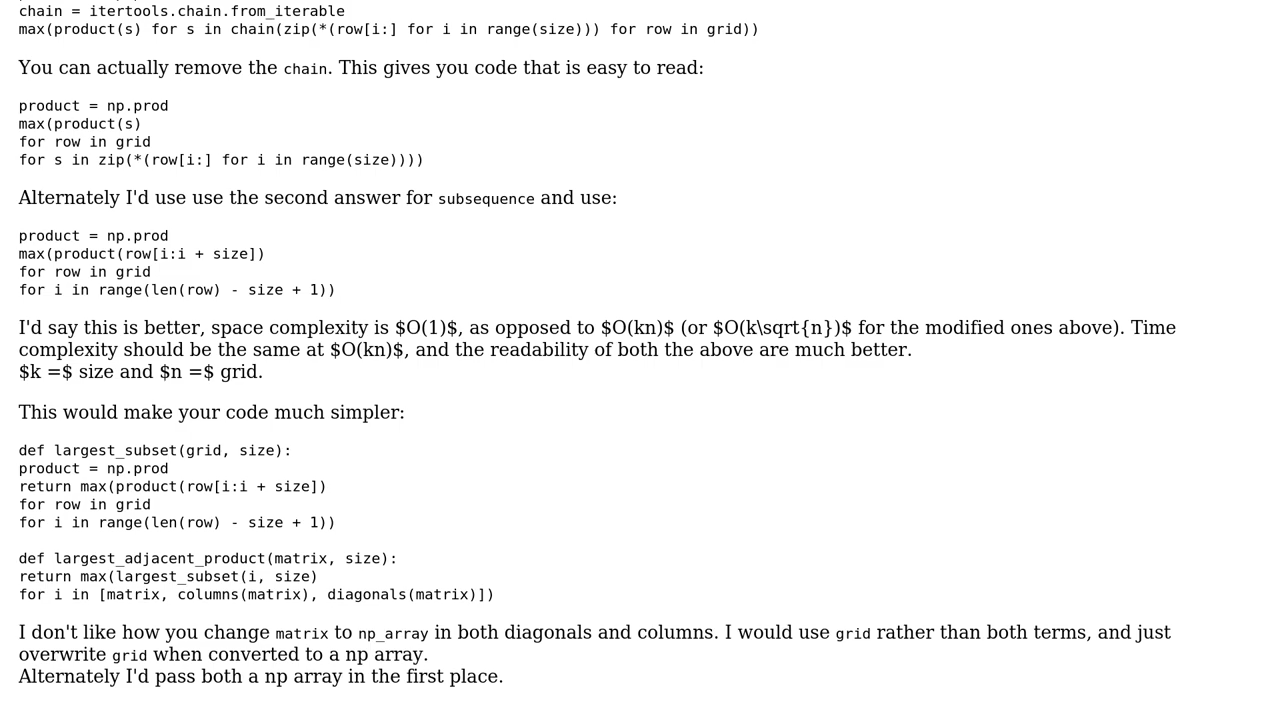 chain = itertools.chain.from_iterable
max(product(s) for s in chain(zip(*(row[i:] for i in range(size))) for row in grid))
You can actually remove the chain. This gives you code that is easy to read:
product = np.prod
max(product(s)
for row in grid
for s in zip(*(row[i:] for i in range(size))))
Alternately I'd use use the second answer for subsequence and use:
product = np.prod
max(product(row[i:i + size])
for row in grid
for i in range(len(row) - size + 1))
I'd say this is better, space complexity is $O(1)$, as opposed to $O(kn)$ (or $O(k\sqrt{n})$ for the modified ones above). Time
complexity should be the same at $O(kn)$, and the readability of both the above are much better.
$k =$ size and $n =$ grid.
This would make your code much simpler:
def largest_subset(grid, size):
product = np.prod
return max(product(row[i:i + size])
for row in grid
for i in range(len(row) - size + 1))
def largest_adjacent_product(matrix, size):
return max(largest_subset(i, size)
for i in [matrix, columns(matrix), diagonals(matrix)])
I don't like how you change matrix to np_array in both diagonals and columns. I would use grid rather than both terms, and just
overwrite grid when converted to a np array.
Alternately I'd pass both a np array in the first place.